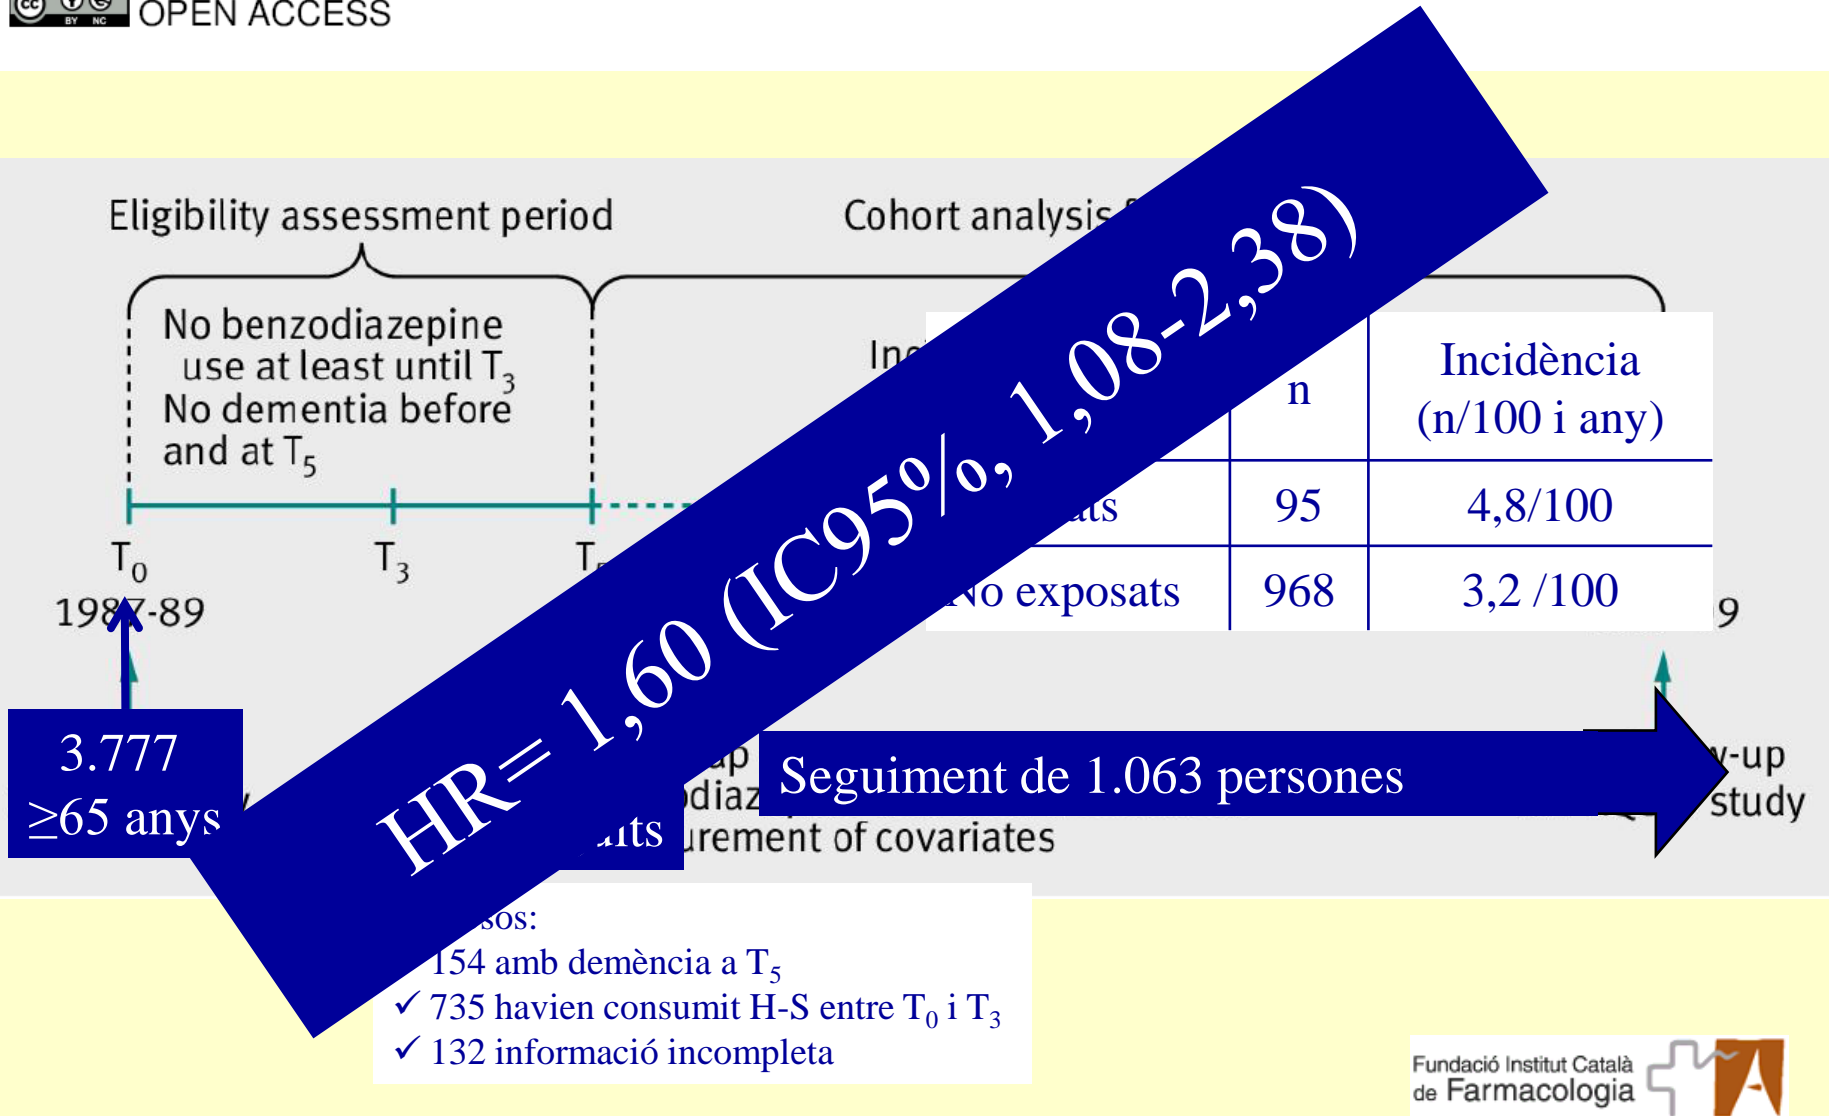 BY NC
OPEN ACCESS
Eligibility assessment period
Cohort analysis
No benzodiazepine
use at least until T3
No dementia before
and at T5
n
Incidència
(n/100 i any)
95
4,8/100
No exposats
968
3,2 /100
T0
T3
1987-89
HR= 1,60 (IC95%, 1,08-2,38)
3.777
≥65 anys
Seguiment de 1.063 persones
study
of covariates
154 amb demència a T5
✓ 735 havien consumit H-S entre T0 i T3
✓ 132 informació incompleta
Fundació Institut Català
de Farmacologia